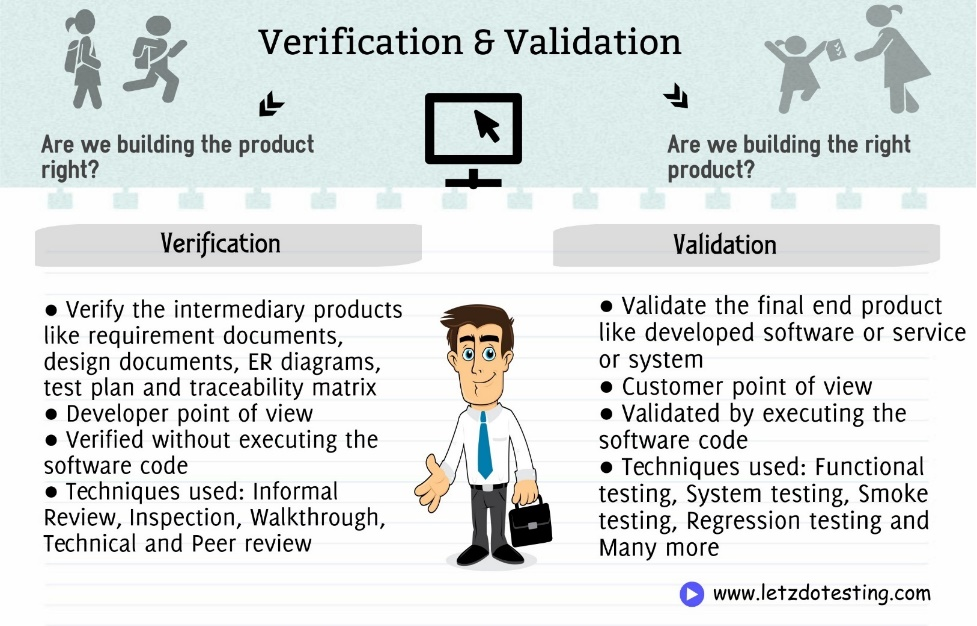 Verification & Validation
Are we building the product
right?
Are we building the right
product?
Verification
● Verify the intermediary products
like requirement documents,
design documents, ER diagrams,
test plan and traceability matrix
● Developer point of view
● Verified without executing the
software code
● Techniques used: Informal
Review, Inspection, Walkthrough,
Technical and Peer review
Validation
● Validate the final end product
like developed software or service
or system
● Customer point of view
● Validated by executing the
software code
● Techniques used: Functional
testing, System testing, Smoke
testing, Regression testing and
Many more
www.letzdotesting.com